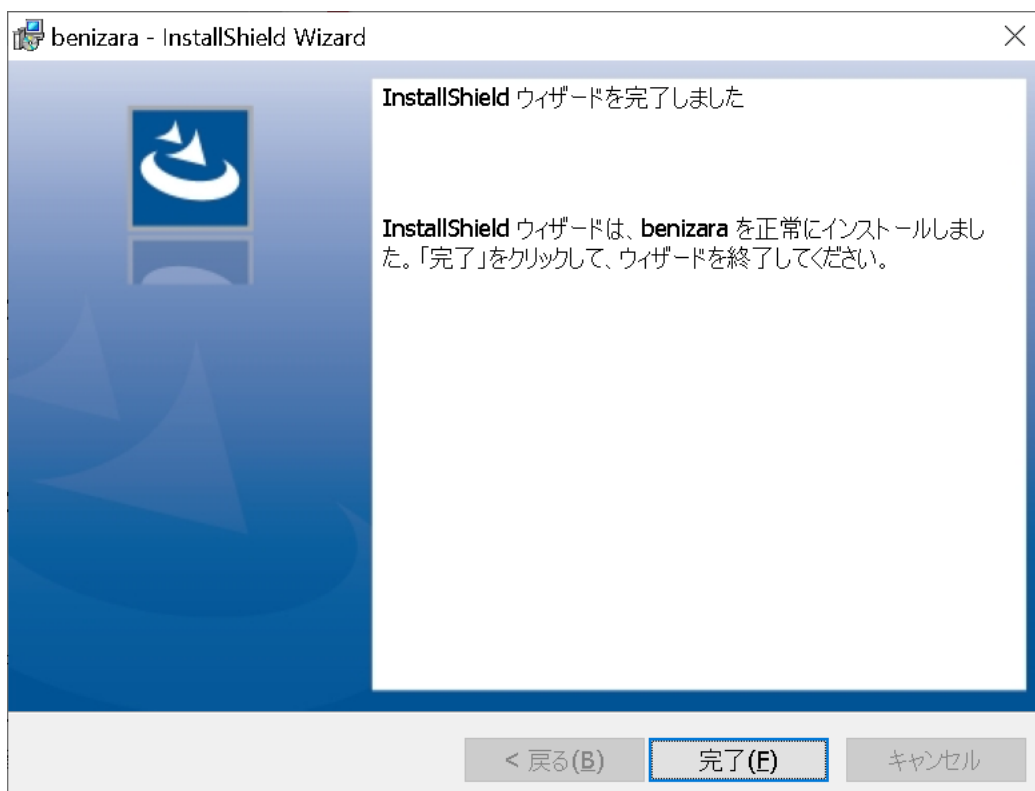 benizara - InstallShield Wizard
InstallShield ウィザードを完了しました
InstallShield ウィザードは、benizara を正常にインストールしまし
た。「完了」をクリックして、ウィザードを終了してください。
< 戻る(B) 完了(F) キャンセル